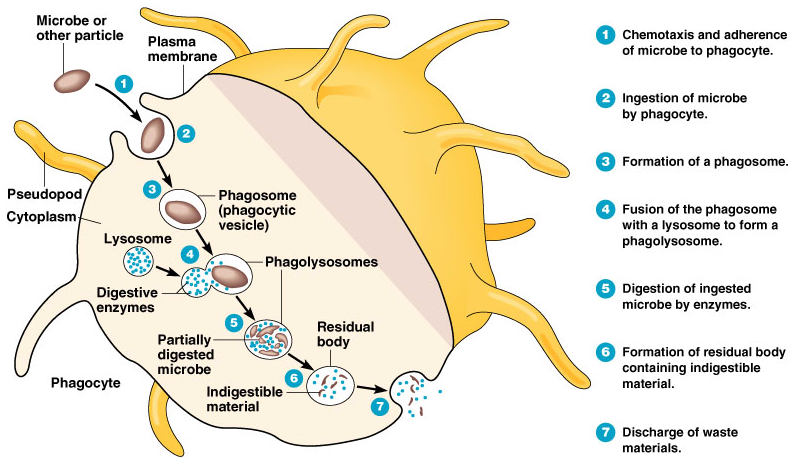 Microbe or
other particle
Plasma
membrane
1
2
3
Pseudopod
Cytoplasm
Phagosome
(phagocytic
vesicle)
Lysosome
4
Phagolysosomes
Digestive
enzymes
5
Partially
digested
microbe
Residual
body
6
Indigestible
material
7
Phagocyte
1 Chemotaxis and adherence
of microbe to phagocyte.
2 Ingestion of microbe
by phagocyte.
3 Formation of a phagosome.
4 Fusion of the phagosome
with a lysosome to form a
phagolysosome.
5 Digestion of ingested
microbe by enzymes.
6 Formation of residual body
containing indigestible
material.
7 Discharge of waste
materials.